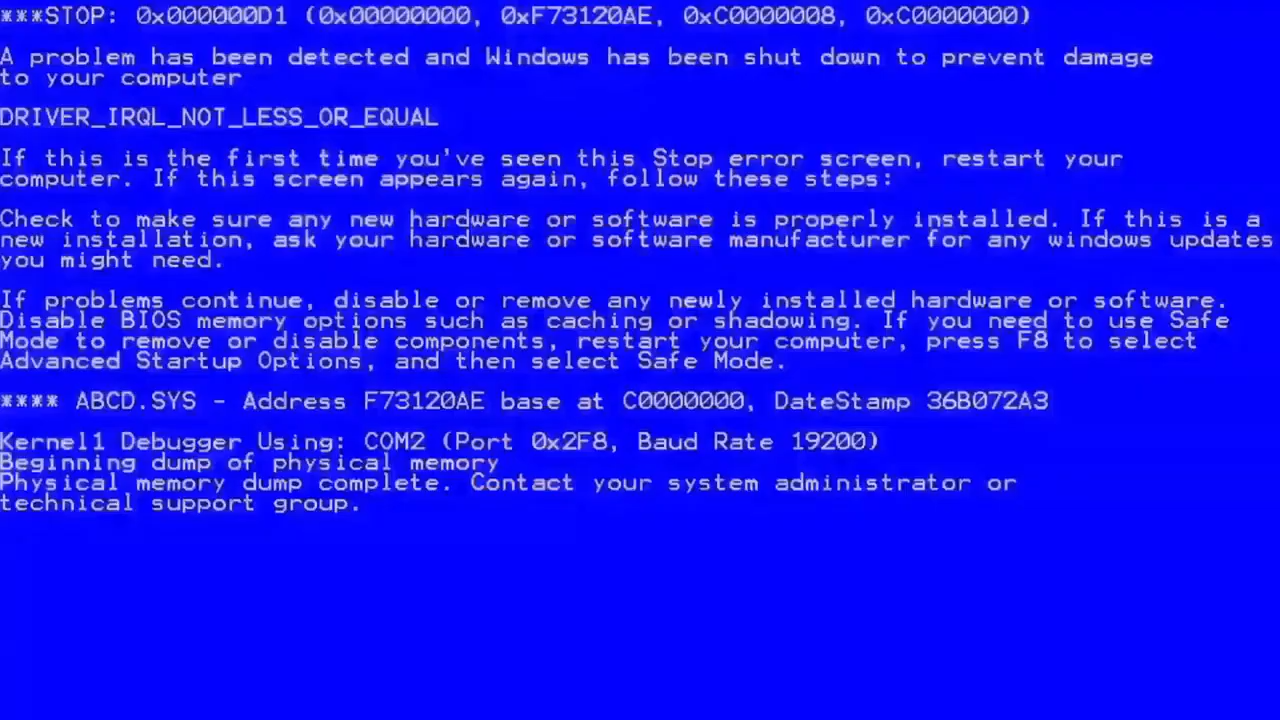 ***STOP: 0x000000D1 (0x00000000, 0xF73120AE, 0xC0000008, 0xC0000000)
A problem has been detected and Windows has been shut down to prevent damage
to your computer
DRIVER_IRQL_NOT_LESS_OR_EQUAL
If this is the first time you've seen this Stop error screen, restart your
computer. If this screen appears again, follow these steps:
Check to make sure any new hardware or software is properly installed. If this is a
new installation, ask your hardware or software manufacturer for any windows updates
you might need.
If problems continue, disable or remove any newly installed hardware or software.
Disable BIOS memory options such as caching or shadowing. If you need to use Safe
Mode to remove or disable components, restart your computer, press F8 to select
Advanced Startup Options, and then select Safe Mode.
**** ABCD.SYS - Address F73120AE base at C0000000, DateStamp 36B072A3
Kernel1 Debugger Using: COM2 (Port 0x2F8, Baud Rate 19200)
Beginning dump of physical memory
Physical memory dump complete. Contact your system administrator or
technical support group.